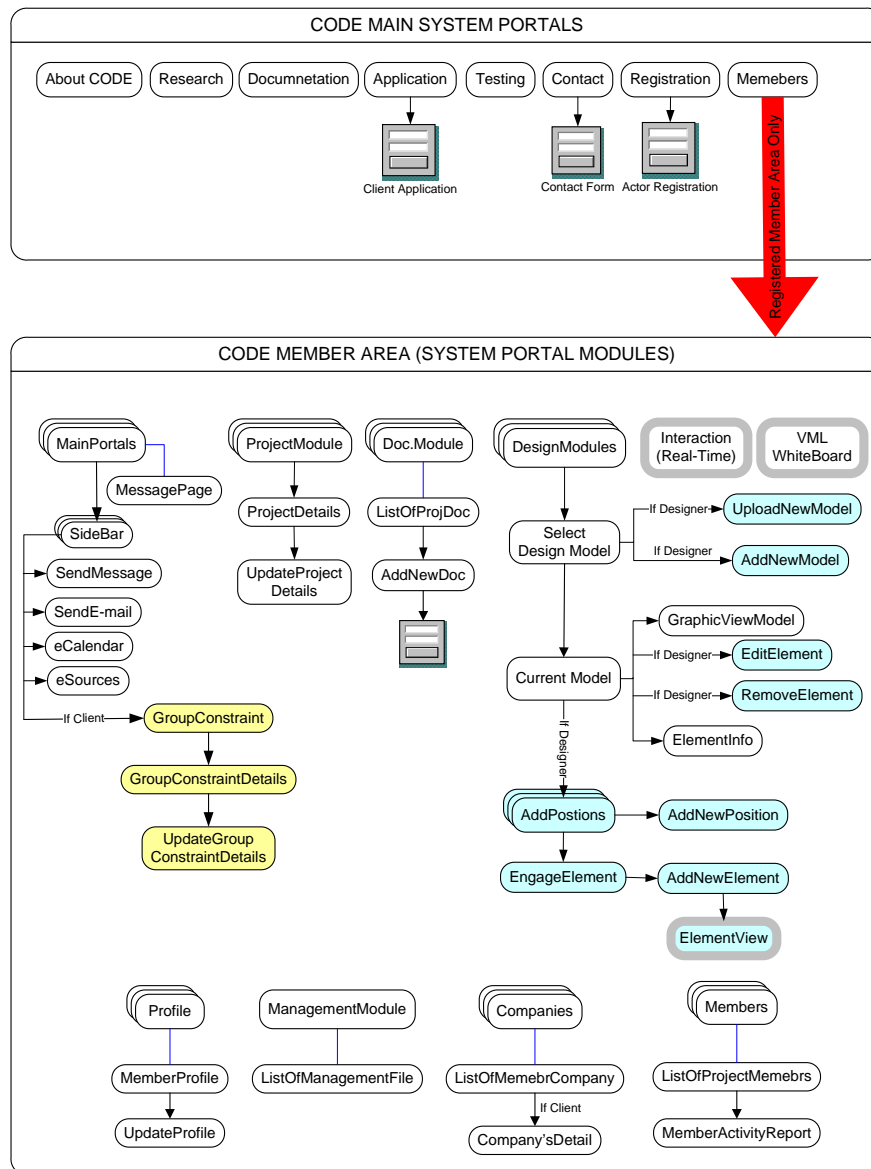 CODE MAIN SYSTEM PORTALS
About CODE
Research
Documnetation
Application
Testing
Contact
Registration
Memebers
Client Application
Contact Form
Actor Registration
Registered Member Area Only
CODE MEMBER AREA (SYSTEM PORTAL MODULES)
MainPortals
MessagePage
SideBar
SendMessage
SendE-mail
eCalendar
eSources
If Client
GroupConstraint
GroupConstraintDetails
UpdateGroup
ConstraintDetails
ProjectModule
ProjectDetails
UpdateProject
Details
Doc.Module
ListOfProjDoc
AddNewDoc
DesignModules
Interaction
(Real-Time)
VML
WhiteBoard
Select
Design Model
If Designer
UploadNewModel
If Designer
AddNewModel
Current Model
GraphicViewModel
If Designer
EditElement
If Designer
RemoveElement
ElementInfo
If Designer
AddPostions
AddNewPosition
EngageElement
AddNewElement
ElementView
Profile
MemberProfile
UpdateProfile
ManagementModule
ListOfManagementFile
Companies
ListOfMemebrCompany
If Client
Company'sDetail
Members
ListOfProjectMemebrs
MemberActivityReport